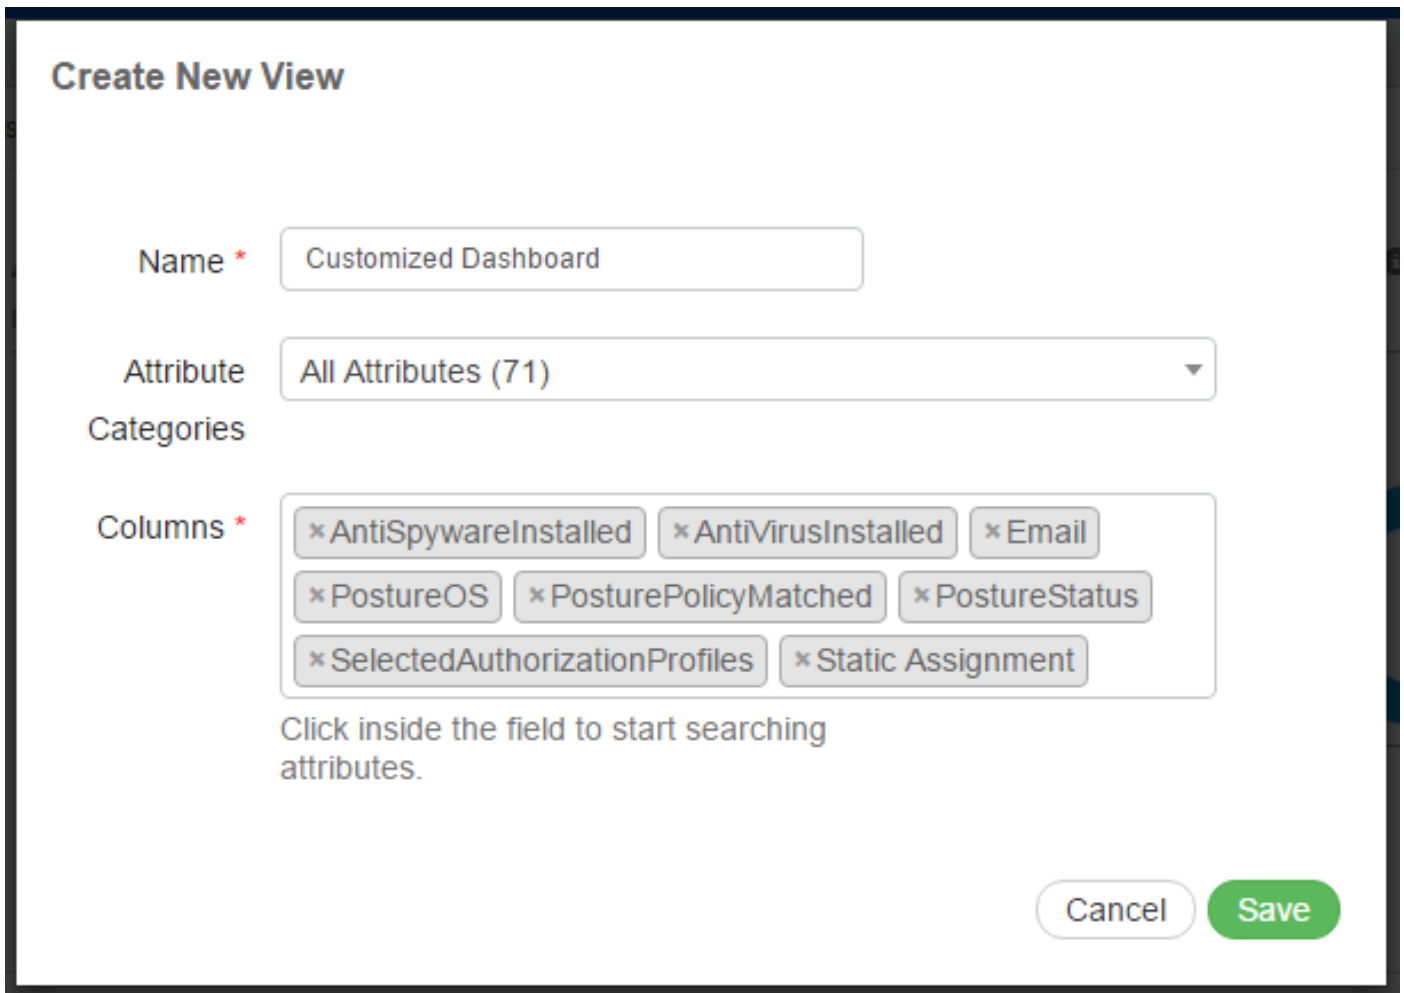 Create New View
Name *
Customized Dashboard
Attribute
Categories
All Attributes (71)
Columns *
×AntiSpywareInstalled ×AntiVirusInstalled ×Email
×PostureOS ×PosturePolicyMatched ×PostureStatus
×SelectedAuthorizationProfiles ×Static Assignment
Click inside the field to start searching
attributes.
Cancel Save